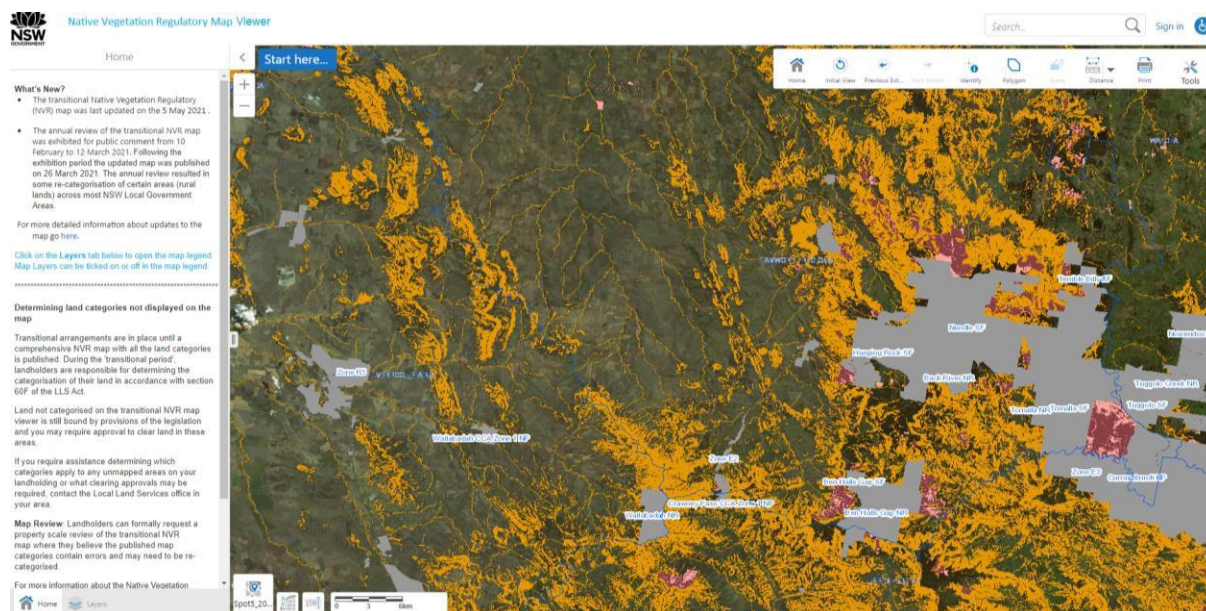 NSW
GOVERNMENT
Native Vegetation Regulatory Map Viewer
Search...
Sign in
Home
Start here...
What's New?
• The transitional Native Vegetation Regulatory
(NVR) map was last updated on the 5 May 2021 .
• The annual review of the transitional NVR map
was exhibited for public comment from 10
February to 12 March 2021. Following the
exhibition period the updated map was published
on 26 March 2021. The annual review resulted in
some re-categorisation of certain areas (rural
lands) across most NSW Local Government
Areas.
For more detailed information about updates to the
map go here.
Click on the Layers tab below to open the map legend
Map Layers can be ticked on or off in the map legend
Determining land categories not displayed on the
map
Transitional arrangements are in place until a
comprehensive NVR map with all the land categories
is published. During the 'transitional period',
landholders are responsible for determining the
categorisation of their land in accordance with section
60F of the LLS Act.
Land not categorised on the transitional NVR map
viewer is still bound by provisions of the legislation
and you may require approval to clear land in these
areas.
If you require assistance determining which
categories apply to any unmapped areas on your
landholding or what clearing approvals may be
required, contact the Local Land Services office in
your area.
Map Review: Landholders can formally request a
property scale review of the transitional NVR
map where they believe the published map
categories contain errors and may need to be re-
categorised.
For more information about the Native Vegetation
Home
Layers
Home
Initial View
Previous Ext...
Next Extent
Identify
Polygon
Distance
Print
Tools
Terrible Billy SF
Nundle SF
Hanging Rock SF
Back River NR
Tuggolo Creek NR
Tomalla NR
Tomalla SF
Tuggolo SF
Zone R5
Wallabadah CCA Zone 1 NP
Zone E2
Crawney Pass CCA Zone 1 NP
Wallabadah NR
Ben Halls Gap SF
Ben Halls Gap NR
Zone E3
Curracabundi NP
Spot5_20...
0 3 6km